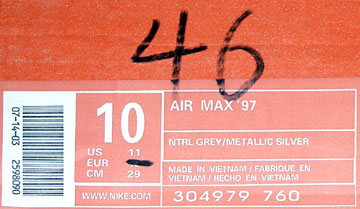 46
07-14-03 2598090
10
US 11
EUR
CM 29
WWW.NIKE.COM
AIR MAX '97
NTRL GREY/METALLIC SILVER
MADE IN VIETNAM / FABRIQUE EN
VIETNAM / HECHO EN VIETNAM
304979 760